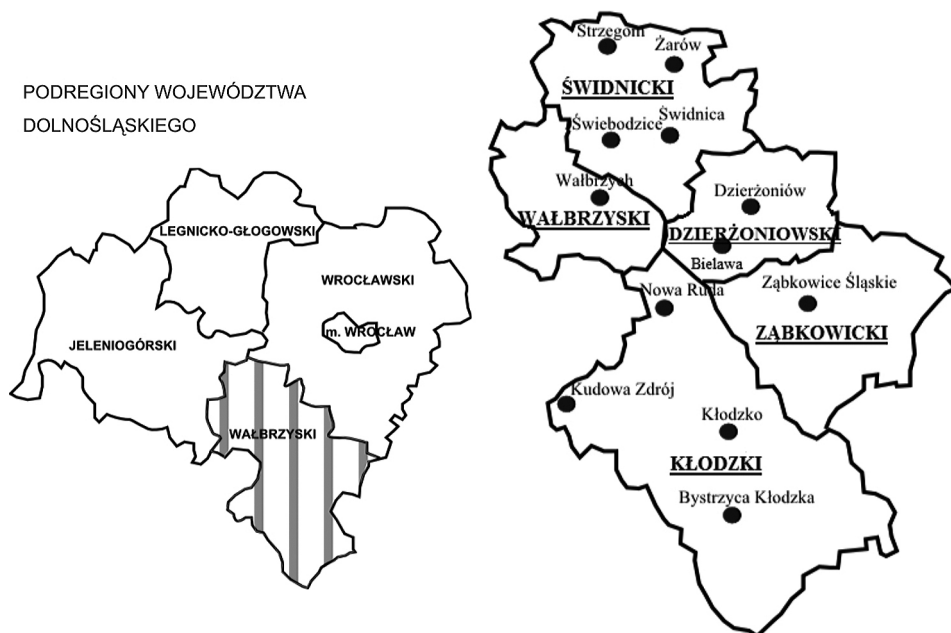 PODREGIONY WOJEWÓDZTWA
DOLNOŚLĄSKIEGO
LEGNICKO-GŁOGOWSKI
WROCŁAWSKI
m. WROCŁAW
JELENIOGÓRSKI
WAŁBRZYSKI
Strzegom
Żarów
ŚWIDNICKI
Świebodzice
Świdnica
Wałbrzych
WAŁBRZYSKI
Dzierżoniów
DZIERŻONIOWSKI
Bielawa
Nowa Ruda
Ząbkowice Śląskie
ZĄBKOWICKI
Kudowa Zdrój
Kłodzko
KŁODZKI
Bystrzyca Kłodzka